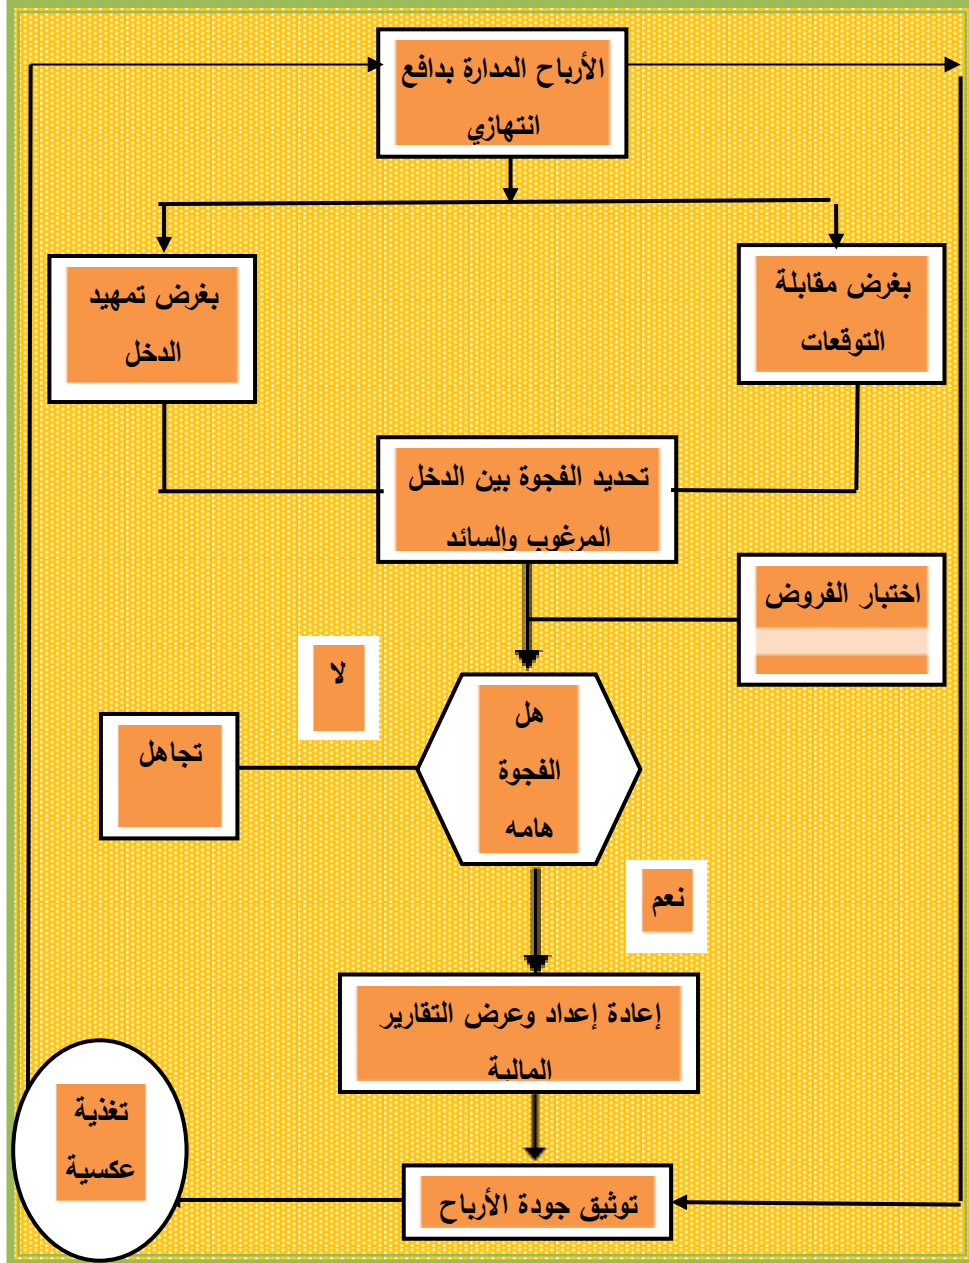 الأرباح المدارة بدافع
انتهازي
بغرض مقابلة
التوقعات
بغرض تمهيد
الدخل
تحديد الفجوة بين الدخل
المرغوب والسائد
اختبار الفروض
لا
هل
الفجوة
هامه
تجاهل
نعم
إعادة إعداد وعرض التقارير
المالية
تغذية
عكسية
توثيق جودة الأرباح